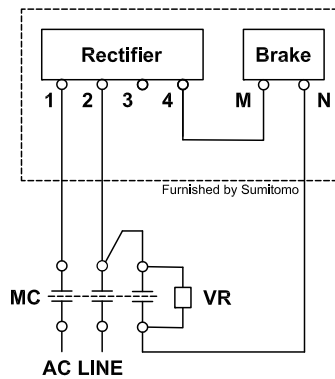 Rectifier Brake
1 2 3 4 M N
Furnished by Sumitomo
MC VR
AC LINE